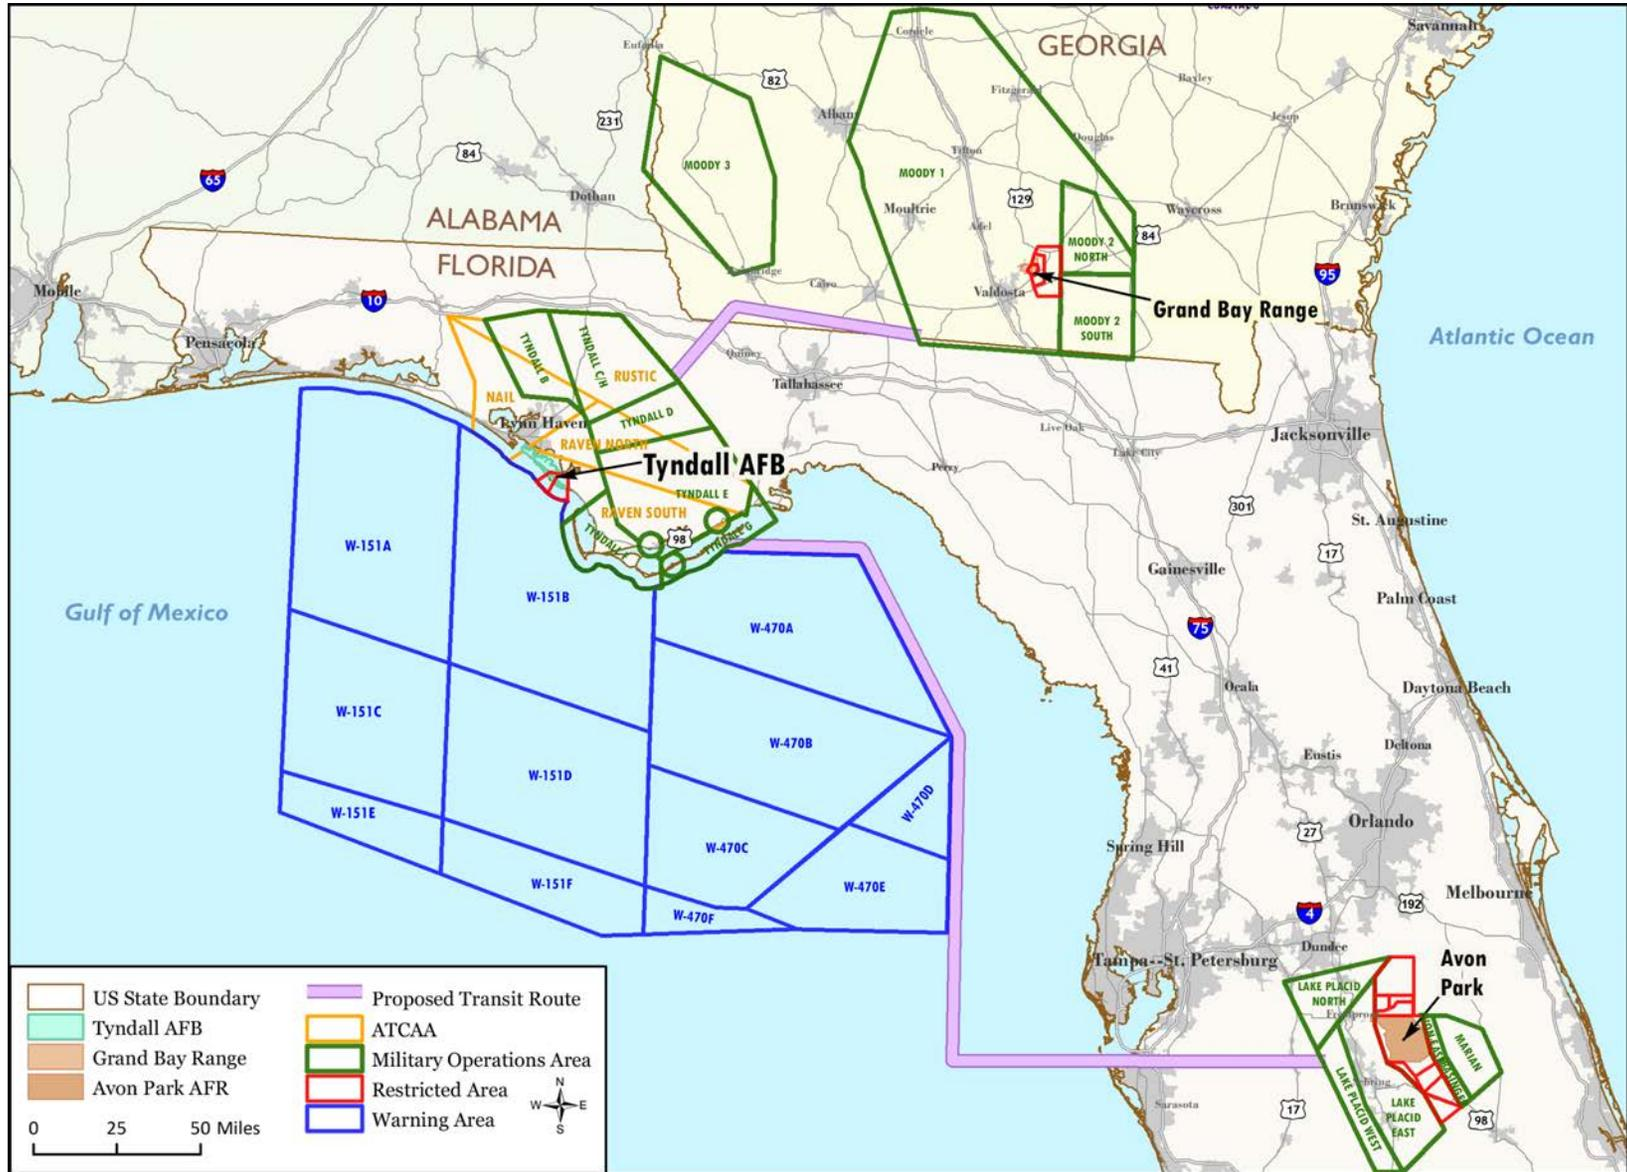 Savannah
GEORGIA
Cordele
Eufaula
82
Baxley
Fitzgerald
Albany
Jesup
231
Douglas
84
Tifton
MOODY 3
MOODY 1
65
129
Dothan
Moultrie
Waycross
Brunswick
ALABAMA
Adel
84
MOODY 2
NORTH
FLORIDA
Bainbridge
95
Mobile
Cairo
Valdosta
10
Grand Bay Range
MOODY 2
SOUTH
Atlantic Ocean
Pensacola
TYNDALL B
TYNDALL C/H
Quincy
RUSTIC
Tallahassee
NAIL
TYNDALL D
Lynn Haven
Live Oak
Jacksonville
RAVEN NORTH
Lake City
Tyndall AFB
Perry
TYNDALL E
301
RAVEN SOUTH
St. Augustine
TYNDALL F
98
TYNDALL G
W-151A
17
Gainesville
W-151B
Palm Coast
Gulf of Mexico
W-470A
75
41
Ocala
Daytona Beach
W-151C
W-470B
Deltona
Eustis
W-151D
W-470D
W-151E
Orlando
27
W-470C
Spring Hill
W-151F
W-470E
Melbourne
192
4
W-470F
Dundee
Tampa--St. Petersburg
Avon
Park
LAKE PLACID
NORTH
MARIAN
LAKE PLACID WEST
LAKE
PLACID
EAST
Sarasota
17
98
US State Boundary
Tyndall AFB
Grand Bay Range
Avon Park AFR
0 25 50 Miles
Proposed Transit Route
ATCAA
Military Operations Area
Restricted Area
Warning Area
N
W E
S